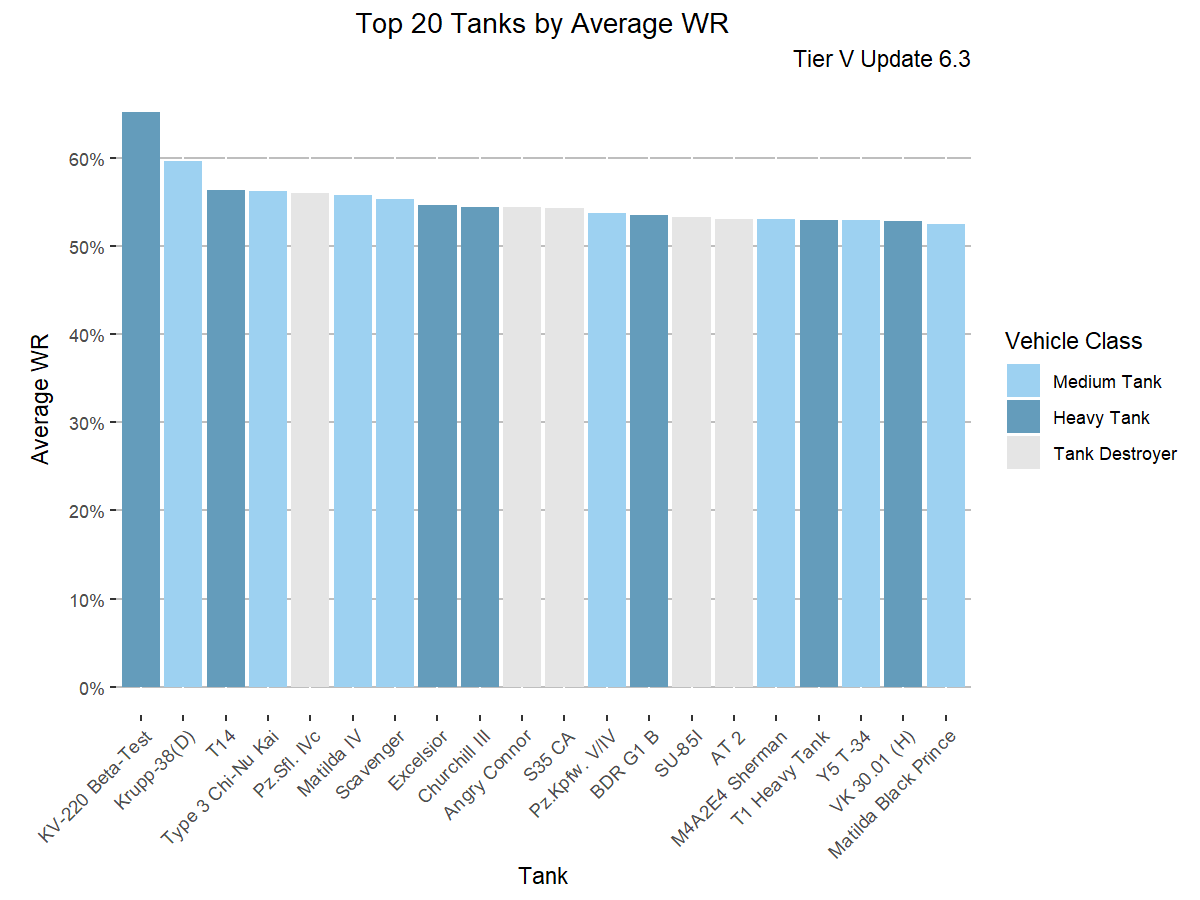 Top 20 Tanks by Average WR
Tier V Update 6.3
Average WR
60%
50%
40%
30%
20%
10%
0%
KV-220 Beta-Test
Krupp-38(D)
T14
Type 3 Chi-Nu Kai
Pz.Sfl. IVc
Matilda IV
Scavenger
Excelsior
Churchill III
Angry Connor
S35 CA
Pz.Kpfw. V/IV
BDR G1 B
SU-85I
AT 2
M4A2E4 Sherman
T1 Heavy Tank
Y5 T-34
VK 30.01 (H)
Matilda Black Prince
Tank
Vehicle Class
Medium Tank
Heavy Tank
Tank Destroyer